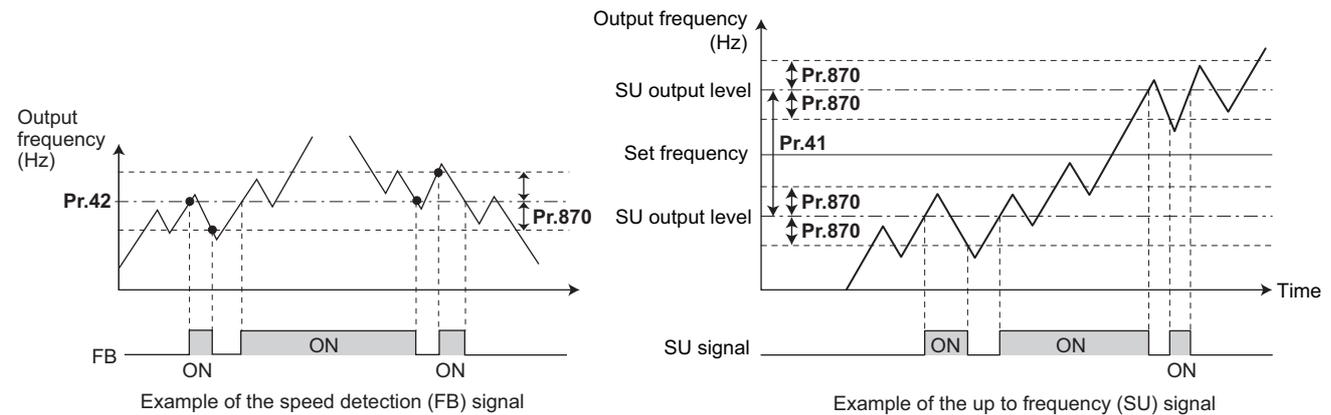 Output
frequency
(Hz)
Pr.42
Pr.870
FB
ON
ON
ON
Example of the speed detection (FB) signal
Output frequency
(Hz)
SU output level
Set frequency
SU output level
Pr.870
Pr.870
Pr.41
Pr.870
Pr.870
Time
SU signal
ON
ON
ON
Example of the up to frequency (SU) signal